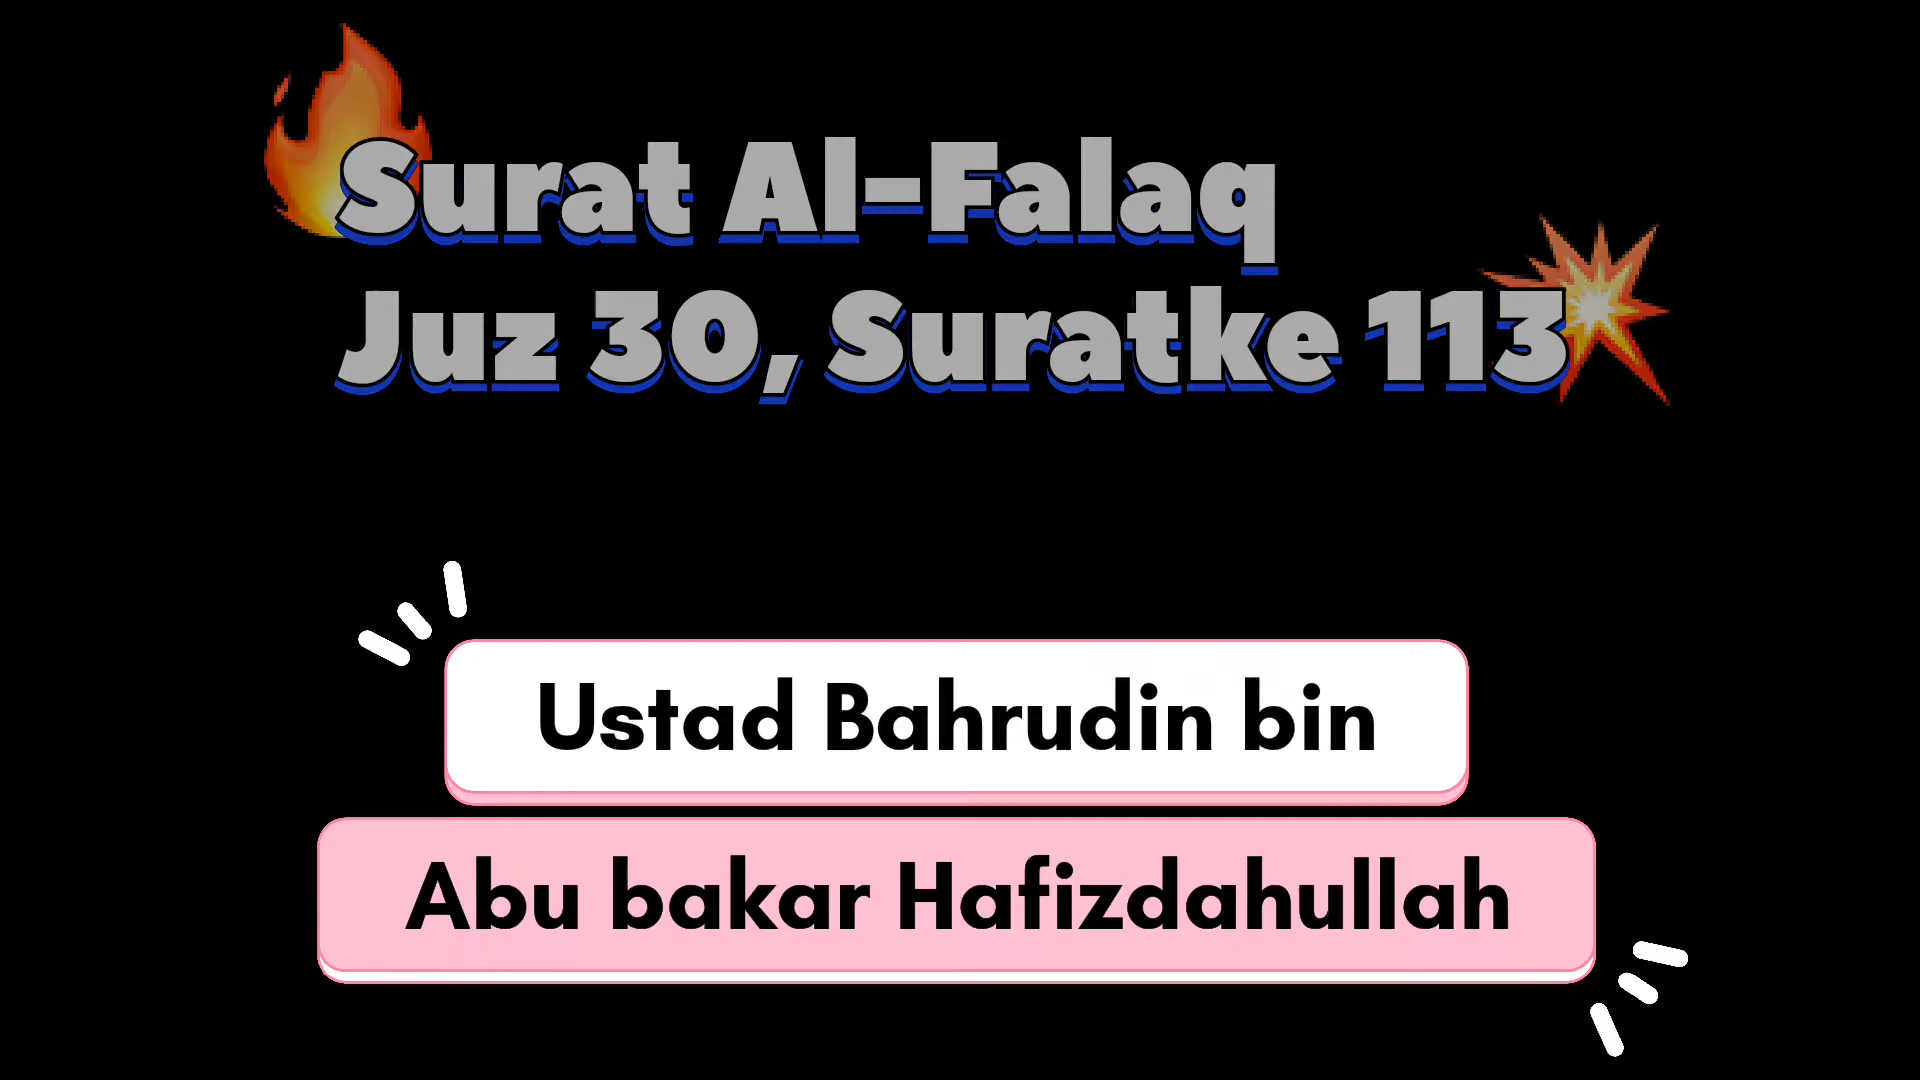 Surat Al-Falaq
Juz 30, Suratke 113
Ustad Bahrudin bin
Abu bakar Hafizdahullah